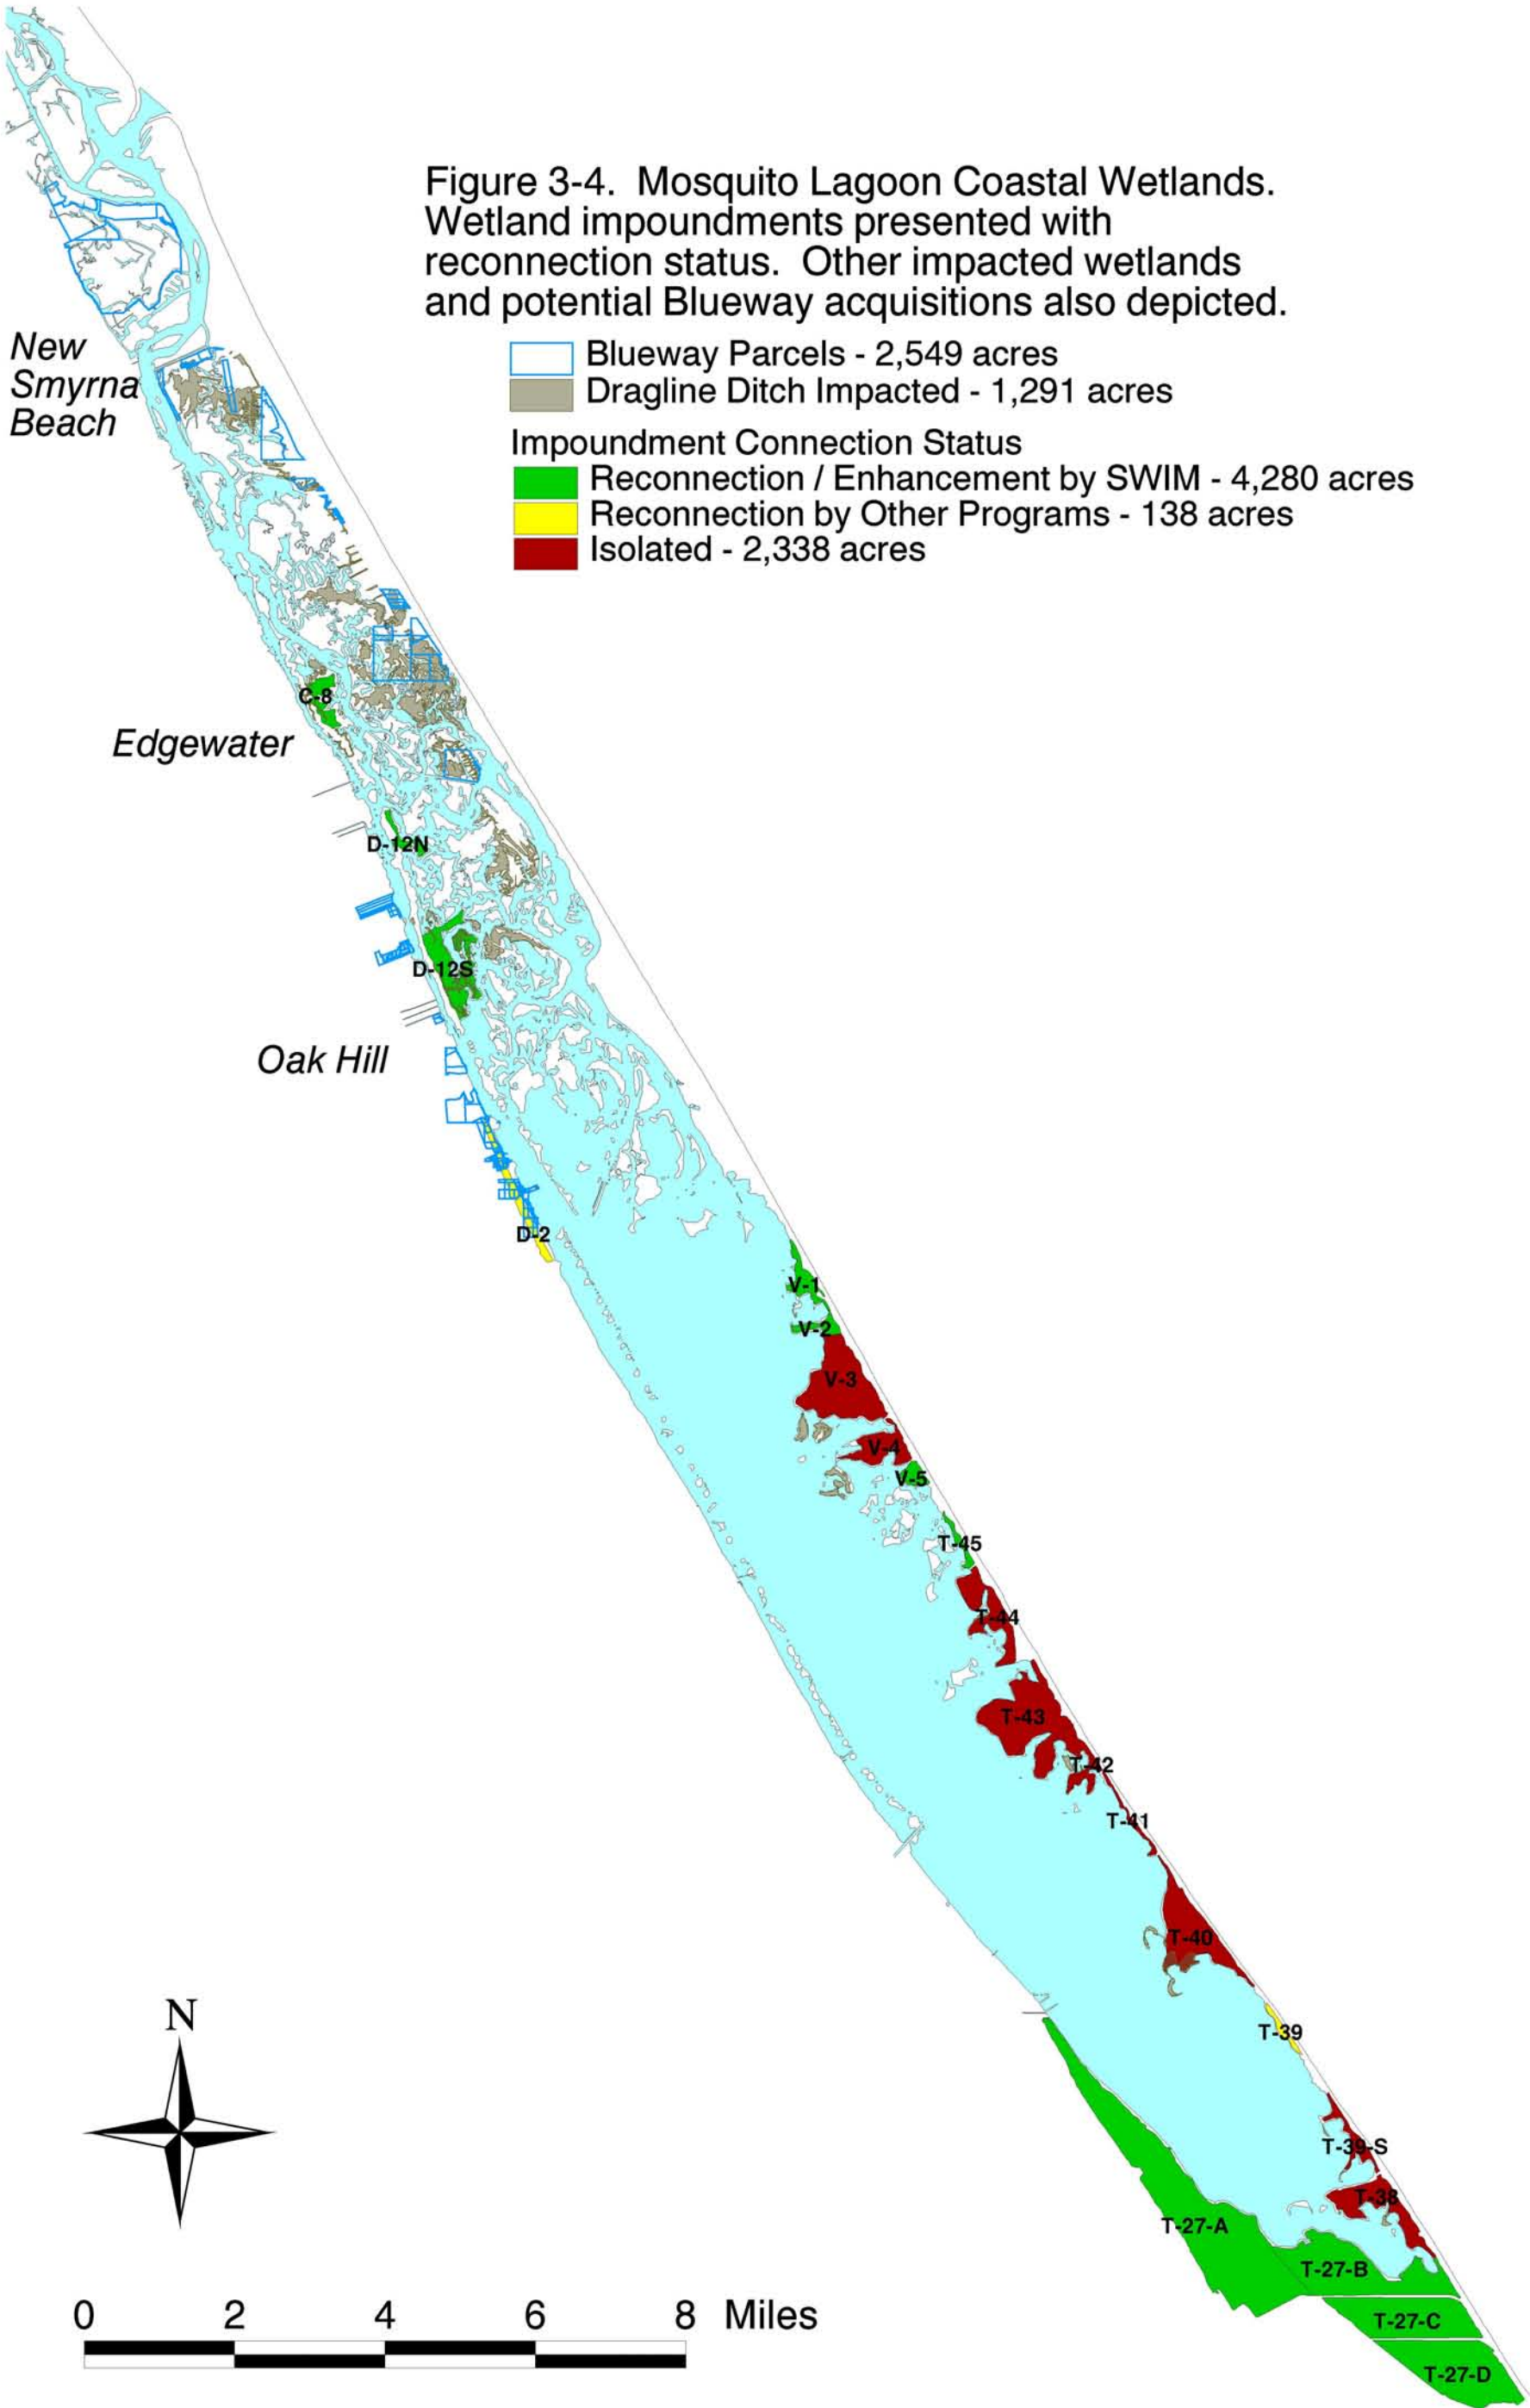 Figure 3-4. Mosquito Lagoon Coastal Wetlands.
Wetland impoundments presented with
reconnection status. Other impacted wetlands
and potential Blueway acquisitions also depicted.
Blueway Parcels - 2,549 acres
Dragline Ditch Impacted - 1,291 acres
Impoundment Connection Status
Reconnection / Enhancement by SWIM - 4,280 acres
Reconnection by Other Programs - 138 acres
Isolated - 2,338 acres
New
Smyrna
Beach
C-8
Edgewater
D-12N
D-12S
Oak Hill
D-2
V-1
V-2
V-3
V-4
V-5
T-45
T-44
T-43
T-42
T-41
T-40
T-39
T-39-S
T-38
T-27-A
T-27-B
T-27-C
T-27-D
N
0 2 4 6 8 Miles